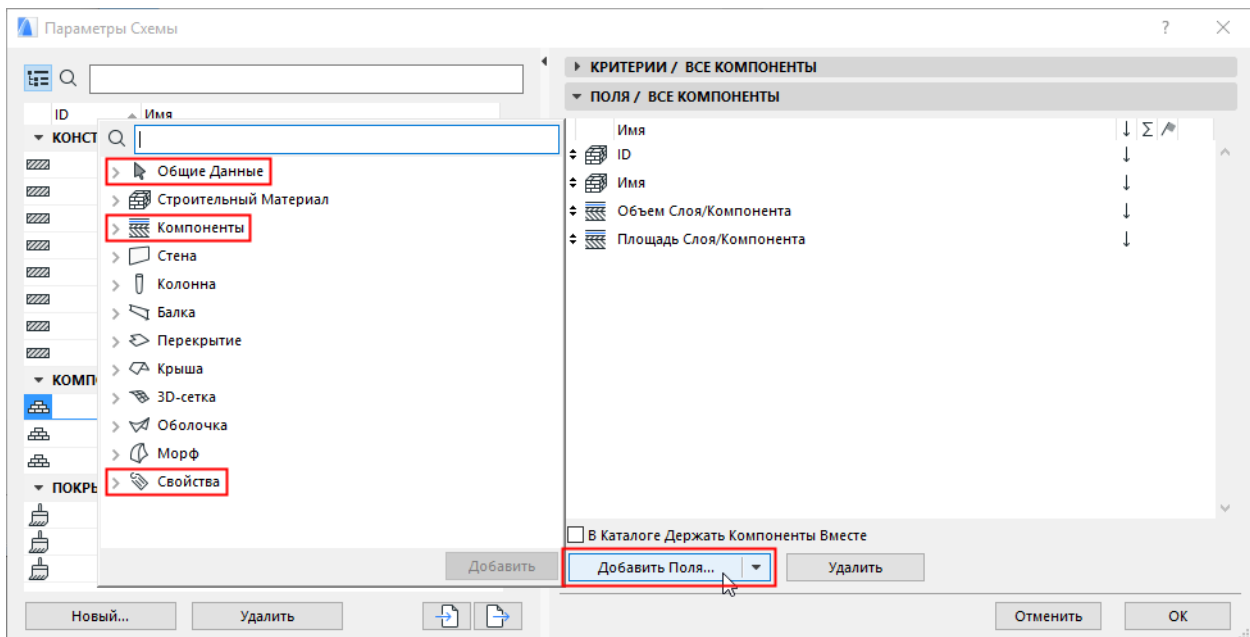 Параметры Схемы
ID
Имя
КОНСТ
КОМП
ПОКРЬ
Общие Данные
Строительный Материал
Компоненты
Стена
Колонна
Балка
Перекрытие
Крыша
3D-сетка
Оболочка
Морф
Свойства
Добавить
Новый...
Удалить
КРИТЕРИИ / ВСЕ КОМПОНЕНТЫ
ПОЛЯ / ВСЕ КОМПОНЕНТЫ
Имя
ID
Имя
Объем Слоя/Компонента
Площадь Слоя/Компонента
В Каталоге Держать Компоненты Вместе
Добавить Поля...
Удалить
Отменить
ОК